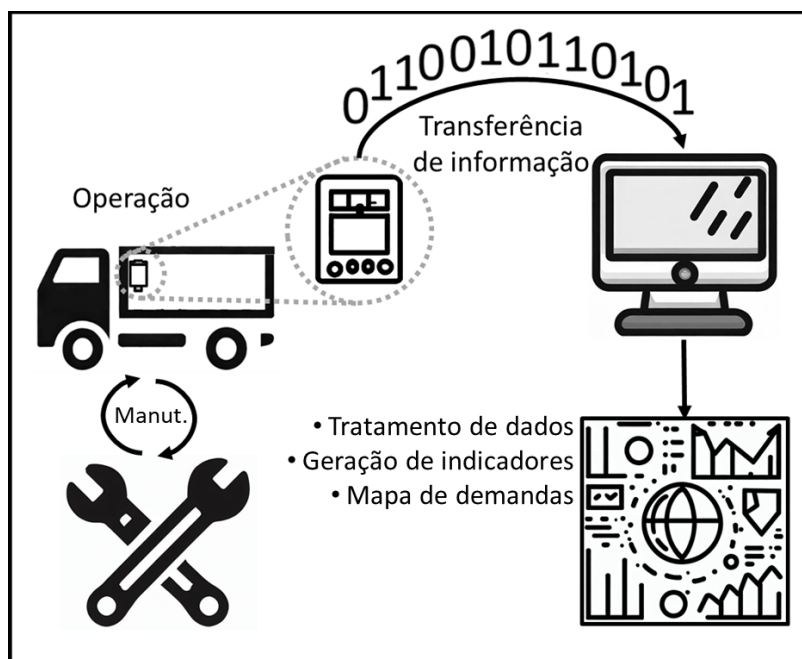 0110010110101
Transferência
de informação
Operação
Manut.
• Tratamento de dados
• Geração de indicadores
• Mapa de demandas